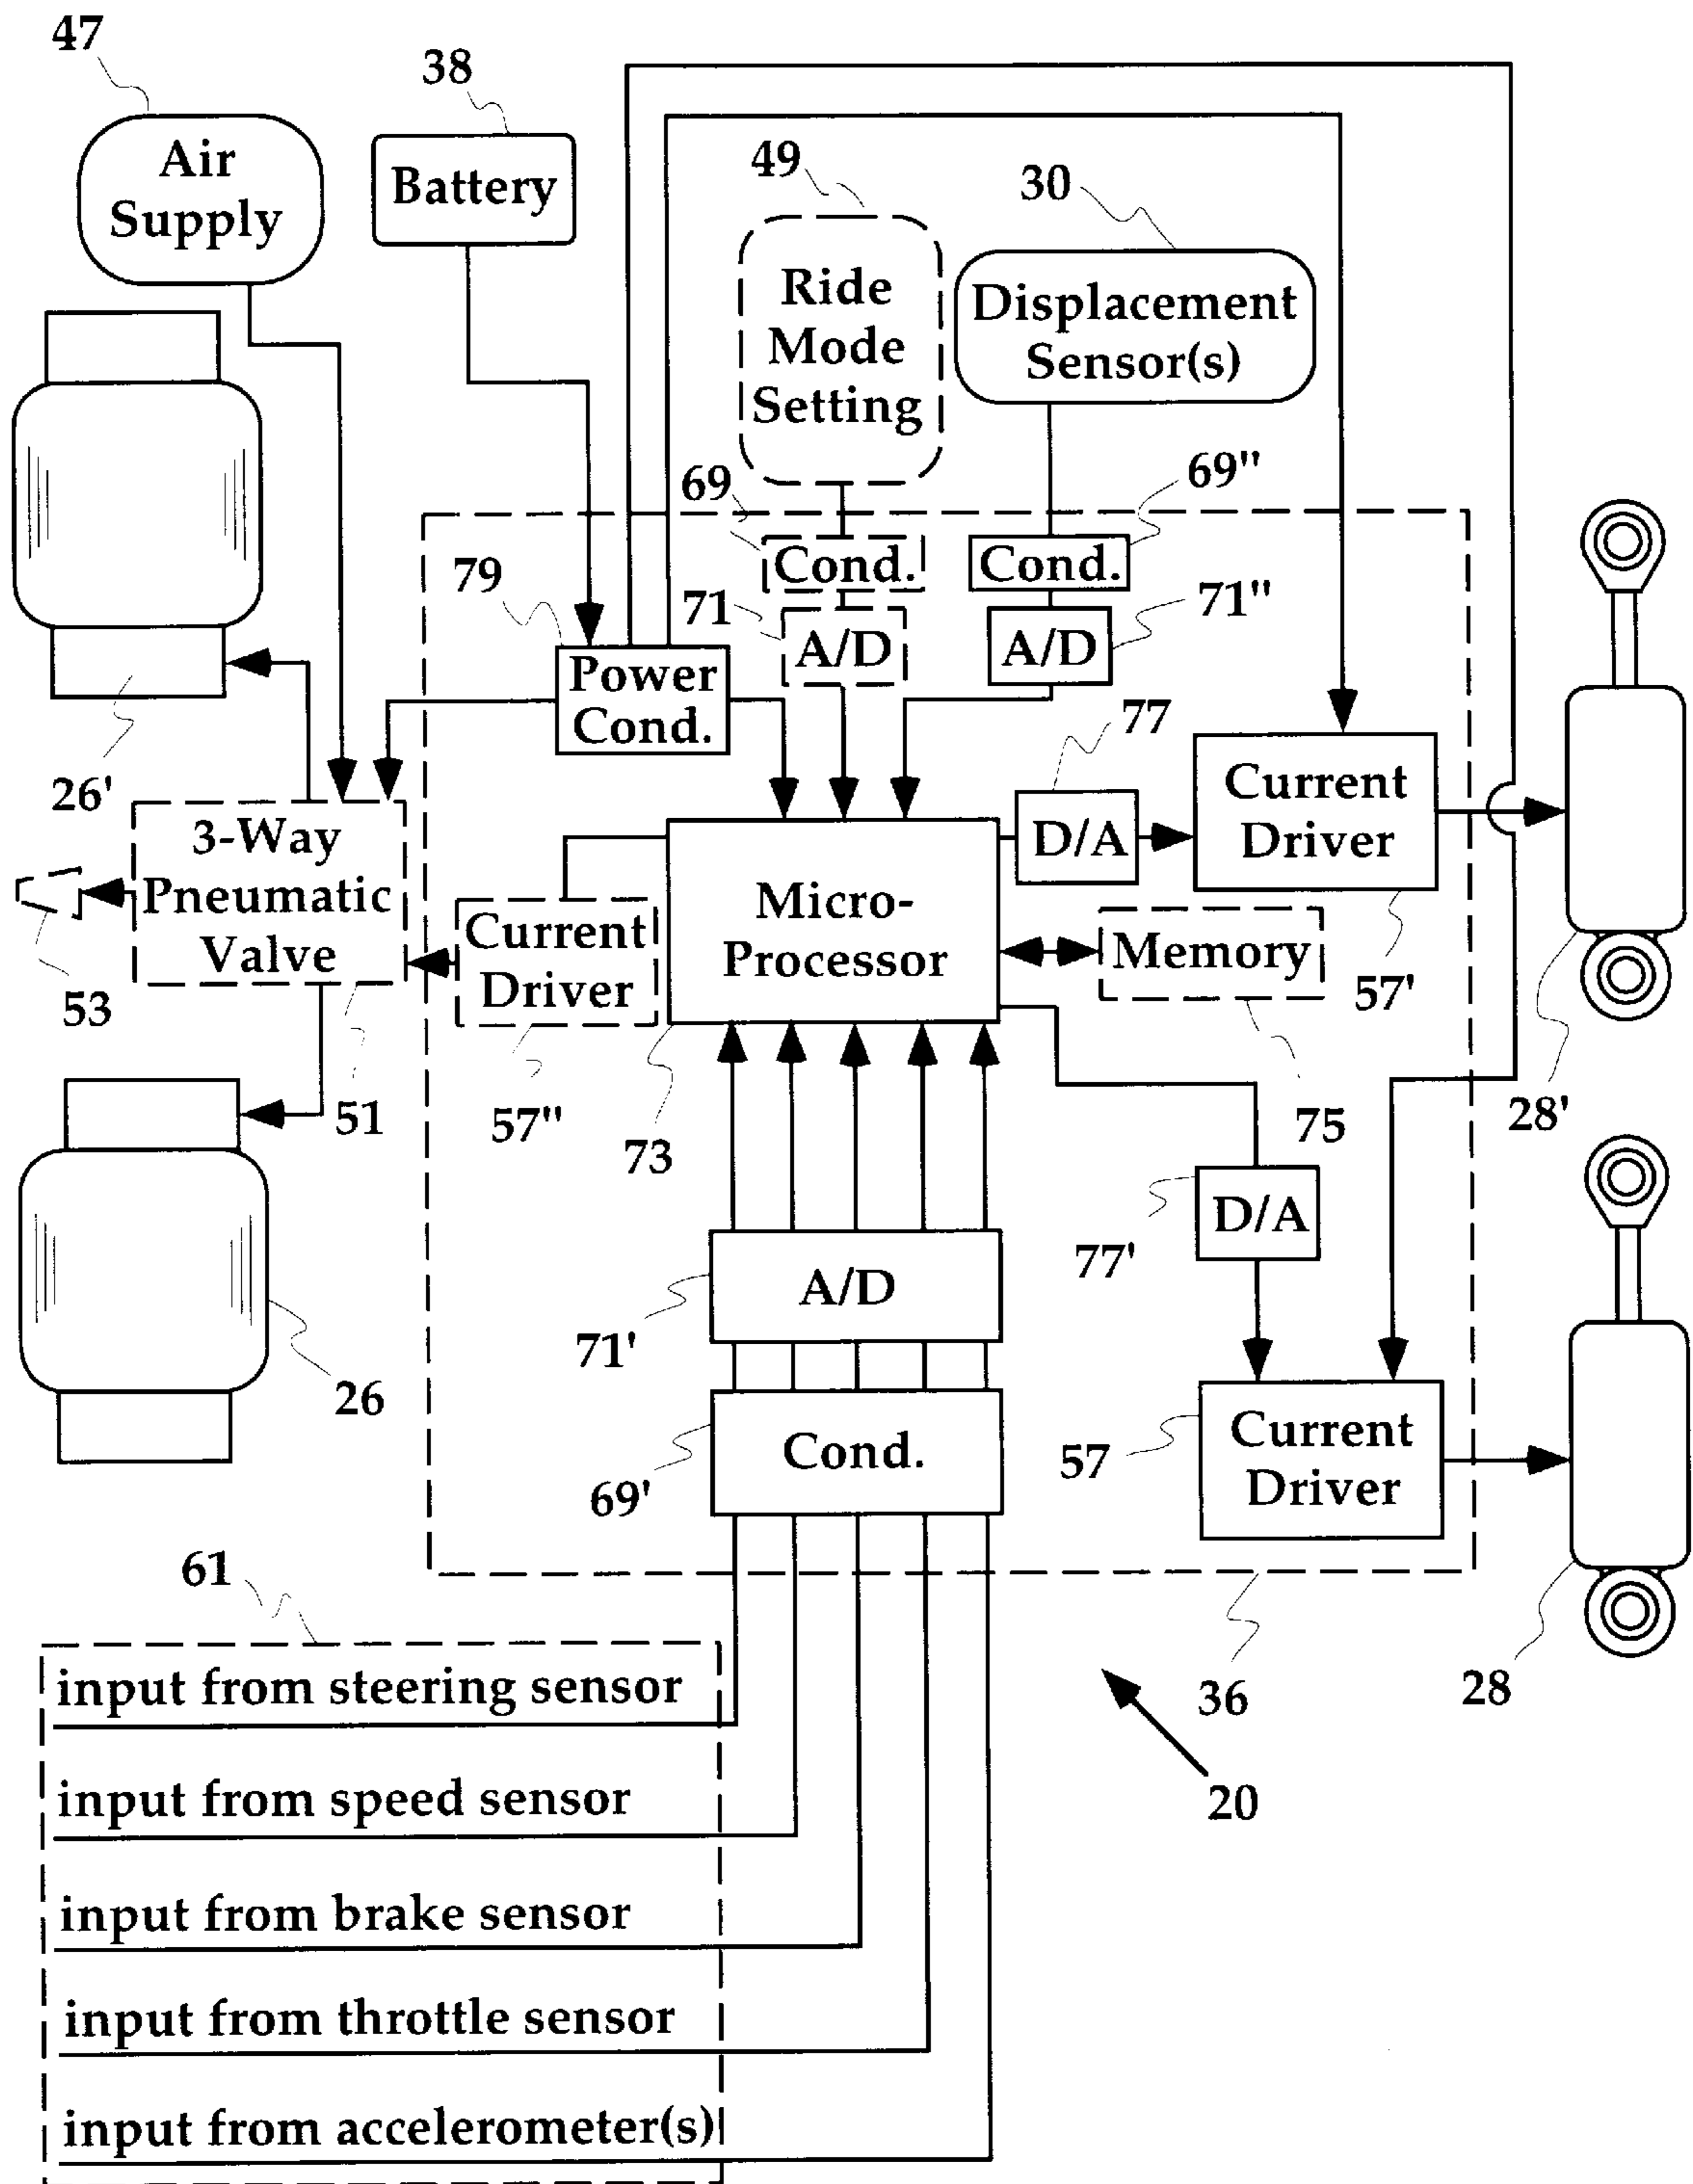 47
38
Air
Supply
Battery
49
30
Ride
Mode
Setting
Displacement
Sensor(s)
69
69"
Cond.
Cond.
79
71
71"
A/D
A/D
Power
Cond.
77
26'
3-Way
Pneumatic
Valve
53
51
Current
Driver
57"
Micro-
Processor
73
D/A
Current
Driver
57'
Memory
75
28'
D/A
77'
A/D
71'
26
Cond.
69'
57
Current
Driver
61
36
28
20
input from steering sensor
input from speed sensor
input from brake sensor
input from throttle sensor
input from accelerometer(s)